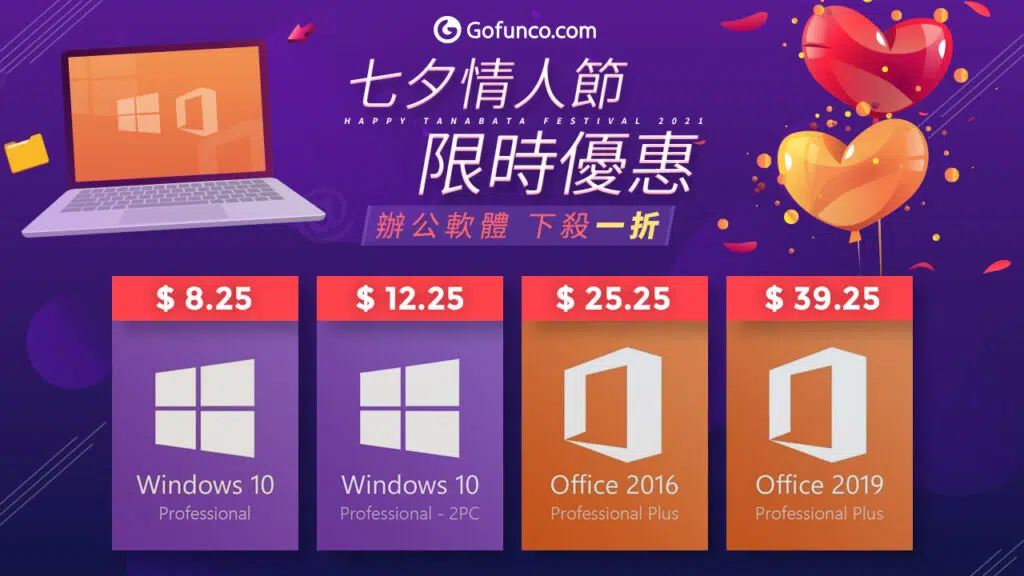 Gofunco.com
七夕情人節
HAPPY TANABATA FESTIVAL 2021
限時優惠
辦公軟體 下殺一折
$ 8.25
$ 12.25
$ 25.25
$ 39.25
Windows 10
Professional
Windows 10
Professional - 2PC
Office 2016
Professional Plus
Office 2019
Professional Plus